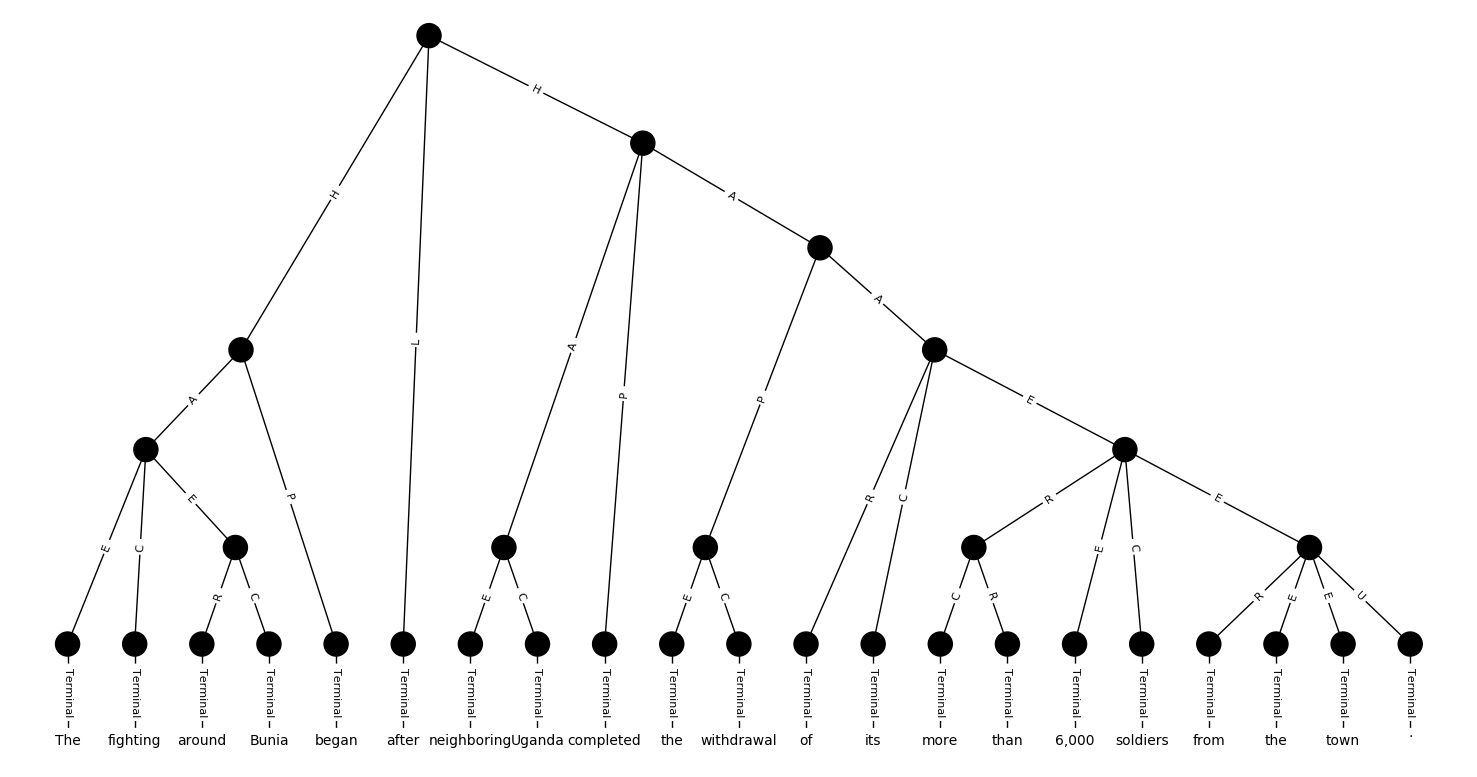 H
A
H
A
A
L
A
P
P
A
E
E
P
R
C
R
E
C
E
E
C
E
R
C
E
C
E
C
C
R
R
E
E
U
Terminal Terminal Terminal Terminal Terminal Terminal Terminal Terminal Terminal Terminal Terminal Terminal Terminal Terminal Terminal Terminal Terminal Terminal Terminal Terminal Terminal
The fighting around Bunia began after neighboring Uganda completed the withdrawal of its more than 6,000 soldiers from the town .